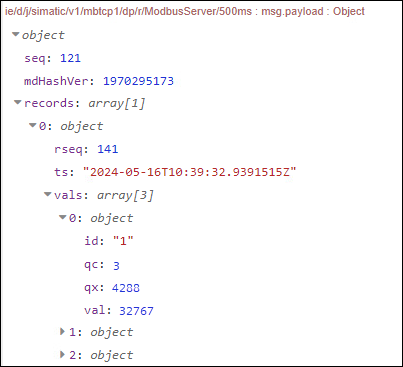 ie/d/j/simatic/v1/mbtcp1/dp/r/ModbusServer/500ms : msg.payload : Object
object
seq: 121
mdHashVer: 1970295173
records: array[1]
0: object
rseq: 141
ts: "2024-05-16T10:39:32.9391515Z"
vals: array[3]
0: object
id: "1"
qc: 3
qx: 4288
val: 32767
1: object
2: object